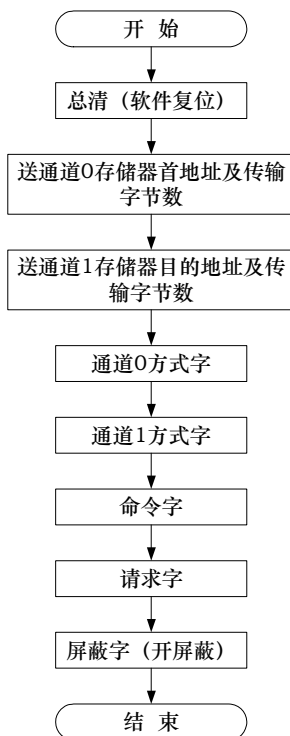 开 始
总清（软件复位）
送通道0存储器首地址及传输
字节数
送通道1存储器目的地址及传
输字节数
通道0方式字
通道1方式字
命令字
请求字
屏蔽字（开屏蔽）
结 束